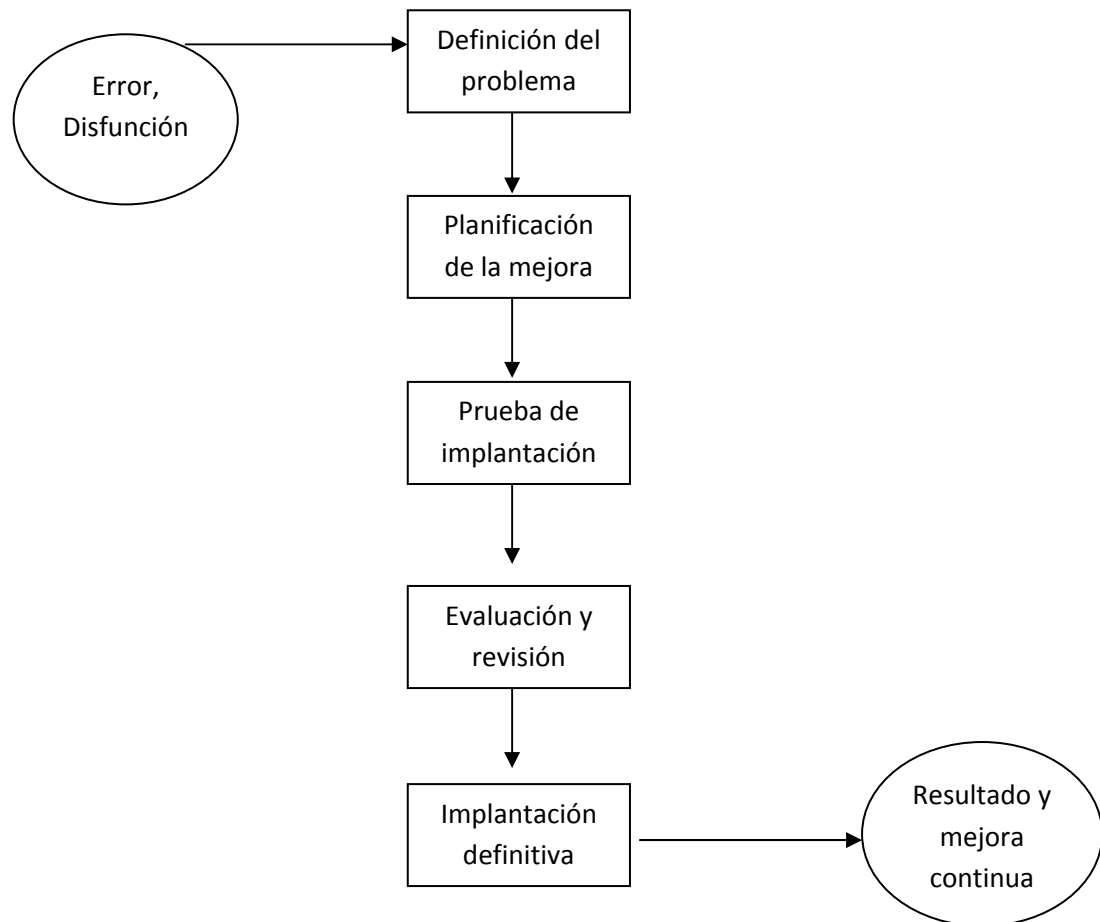 Error,
Disfunción
Definición del
problema
Planificación
de la mejora
Prueba de
implantación
Evaluación y
revisión
Implantación
definitiva
Resultado y
mejora
continua